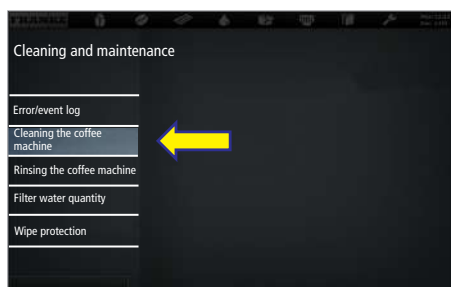 FRANKE
Cleaning and maintenance
Error/event log
Cleaning the coffee
machine
Rinsing the coffee machine
Filter water quantity
Wipe protection